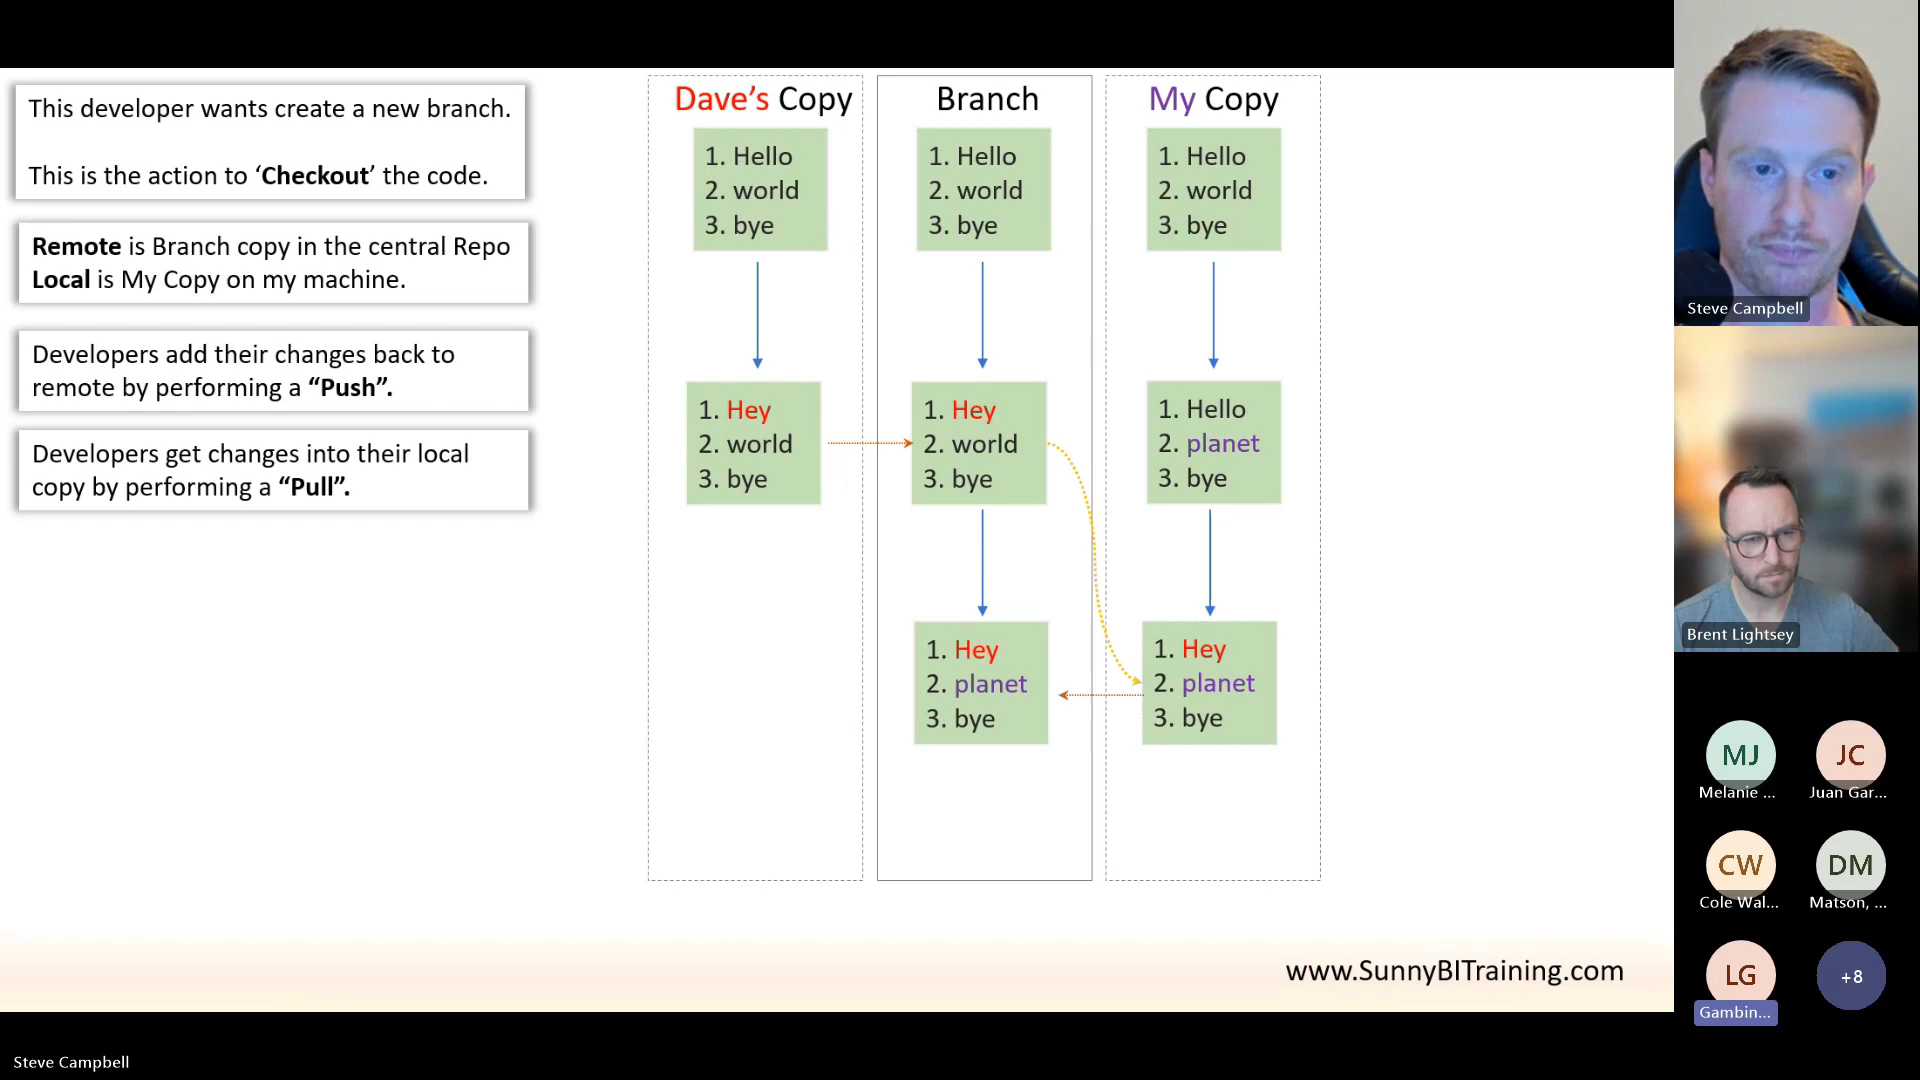 This developer wants create a new branch.
This is the action to ‘Checkout’ the code.
Remote is Branch copy in the central Repo
Local is My Copy on my machine.
Developers add their changes back to
remote by performing a “Push”.
Developers get changes into their local
copy by performing a “Pull”.
Dave’s Copy
1. Hello
2. world
3. bye
1. Hey
2. world
3. bye
Branch
1. Hello
2. world
3. bye
1. Hey
2. world
3. bye
1. Hey
2. planet
3. bye
My Copy
1. Hello
2. world
3. bye
1. Hello
2. planet
3. bye
1. Hey
2. planet
3. bye
www.SunnyBITraining.com
Steve Campbell
Brent Lightsey
MJ
Melanie ...
JC
Juan Gar...
CW
Cole Wal...
DM
Matson, ...
LG
Gambin...
+8
Steve Campbell